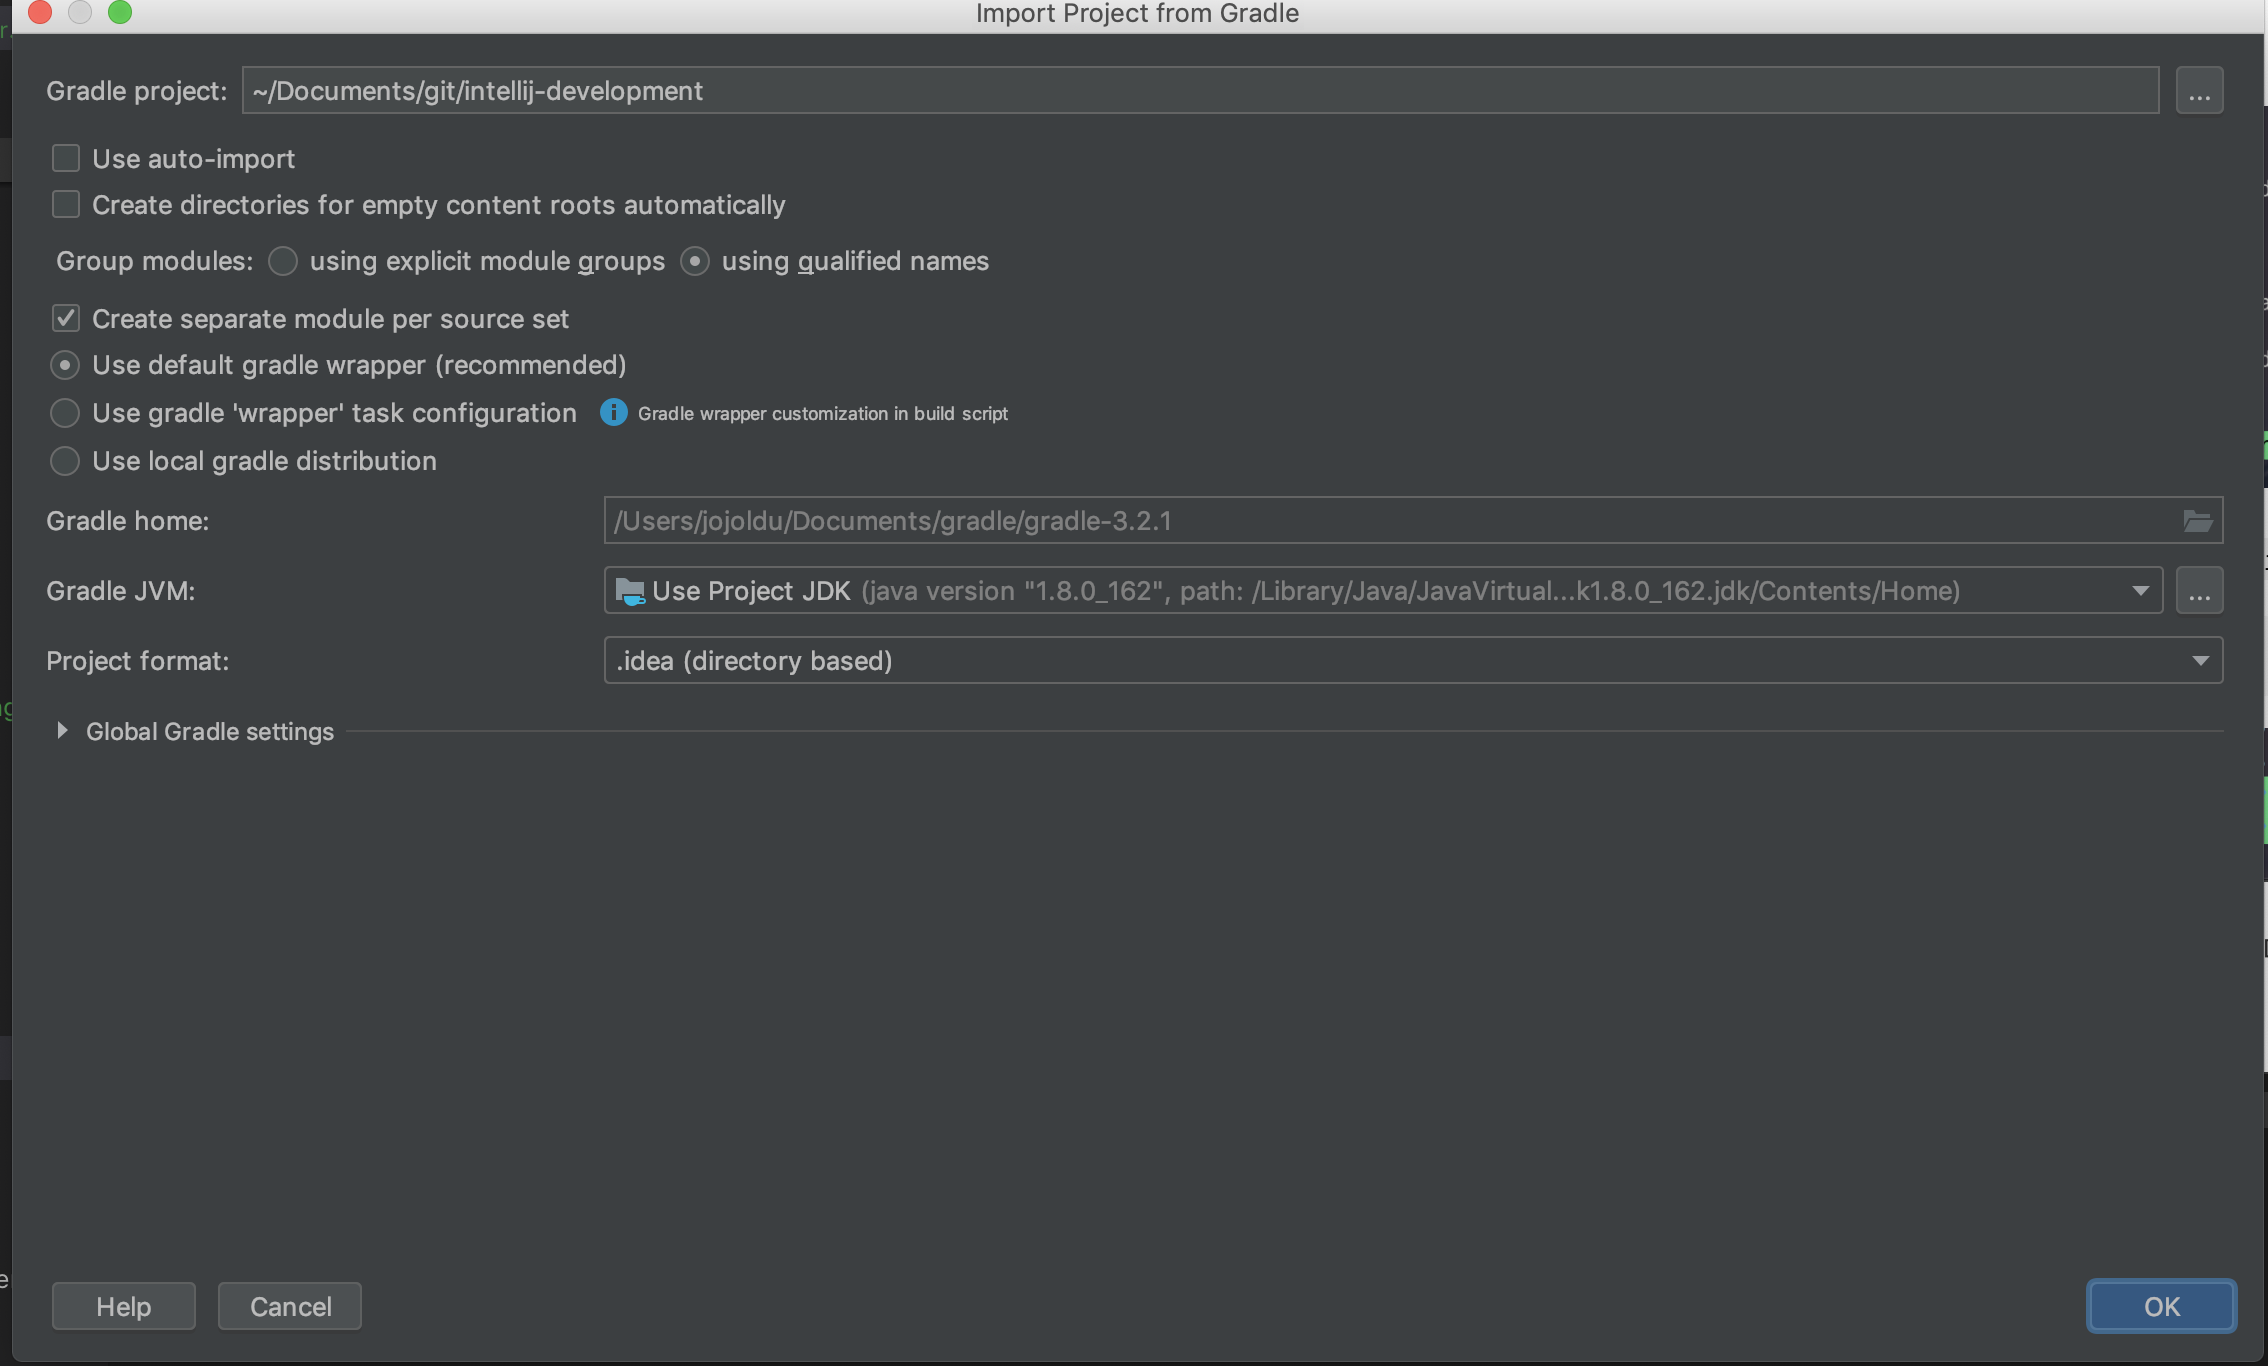 Import Project from Gradle
Gradle project: ~/Documents/git/intellij-development ...
Use auto-import
Create directories for empty content roots automatically
Group modules: using explicit module groups using qualified names
Create separate module per source set
Use default gradle wrapper (recommended)
Use gradle 'wrapper' task configuration Gradle wrapper customization in build script
Use local gradle distribution
Gradle home: /Users/jojoldu/Documents/gradle/gradle-3.2.1
Gradle JVM: Use Project JDK (java version "1.8.0_162", path: /Library/Java/JavaVirtual...k1.8.0_162.jdk/Contents/Home) ...
Project format: .idea (directory based)
Global Gradle settings
Help Cancel OK